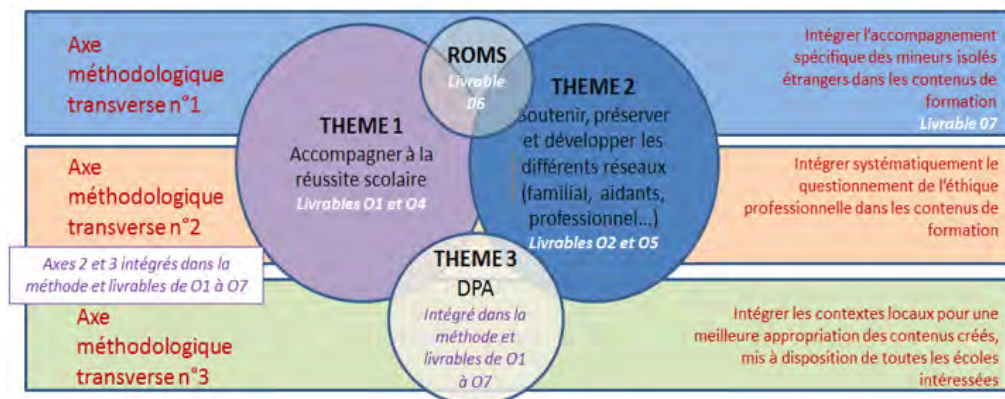 Axe
méthodologique
transverse n°1
ROMS
Livrable
06
THEME 1
Accompagner à la
réussite scolaire
Livrables O1 et O4
THEME 2
Soutenir, préserver
et développer les
différents réseaux
(familial), aidants,
professionnel...)
Livrables O2 et O5
Intégrer l'accompagnement
spécifique des mineurs isolés
étrangers dans les contenus de
formation
Livrable 07
Axe
méthodologique
transverse n°2
Intégrer systématiquement le
questionnement de l'éthique
professionnelle dans les contenus de
formation
Axes 2 et 3 intégrés dans la
méthode et livrables de O1 à O7
THEME 3
DPA
Intégré dans la
méthode et
livrables de O1
à O7
Axe
méthodologique
transverse n°3
Intégrer les contextes locaux pour une
meilleure appropriation des contenus créés,
mis à disposition de toutes les écoles
intéressées